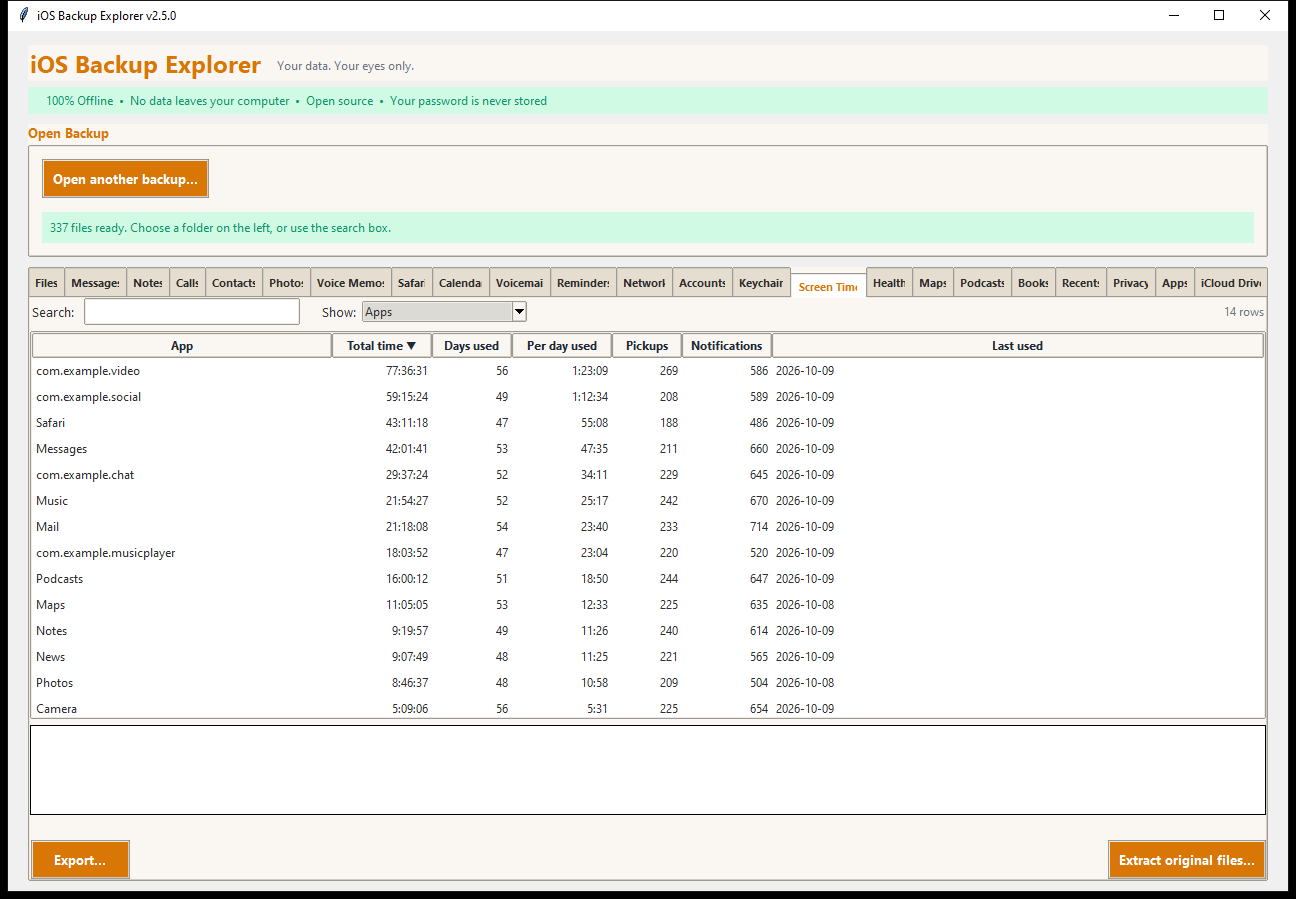 iOS Backup Explorer v2.5.0
iOS Backup Explorer Your data. Your eyes only.
100% Offline • No data leaves your computer • Open source • Your password is never stored
Open Backup
Open another backup...
337 files ready. Choose a folder on the left, or use the search box.
Files Messages Notes Calls Contacts Photos Voice Memos Safari Calenda Voicemai Reminders Network Accounts Keychain Screen Time Health Maps Podcasts Books Recents Privacy Apps iCloud Drive
Search: Show: Apps 14 rows
App Total time ▼ Days used Per day used Pickups Notifications Last used
com.example.video 77:36:31 56 1:23:09 269 586 2026-10-09
com.example.social 59:15:24 49 1:12:34 208 589 2026-10-09
Safari 43:11:18 47 55:08 188 486 2026-10-09
Messages 42:01:41 53 47:35 211 660 2026-10-09
com.example.chat 29:37:24 52 34:11 229 645 2026-10-09
Music 21:54:27 52 25:17 242 670 2026-10-09
Mail 21:18:08 54 23:40 233 714 2026-10-09
com.example.musicplayer 18:03:52 47 23:04 220 520 2026-10-09
Podcasts 16:00:12 51 18:50 244 647 2026-10-09
Maps 11:05:05 53 12:33 225 635 2026-10-08
Notes 9:19:57 49 11:26 240 614 2026-10-09
News 9:07:49 48 11:25 221 565 2026-10-09
Photos 8:46:37 48 10:58 209 504 2026-10-08
Camera 5:09:06 56 5:31 225 654 2026-10-09
Export... Extract original files...